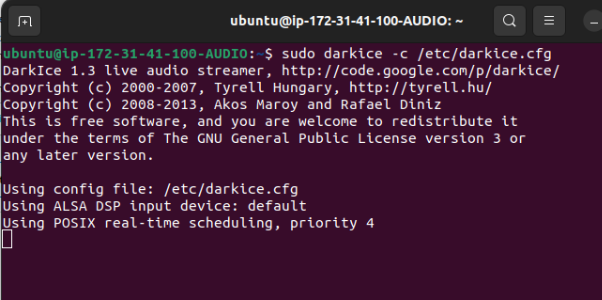 ubuntu@ip-172-31-41-100-AUDIO: ~
ubuntu@ip-172-31-41-100-AUDIO:~$ sudo darkice -c /etc/darkice.cfg
DarkIce 1.3 live audio streamer, http://code.google.com/p/darkice/
Copyright (c) 2000-2007, Tyrell Hungary, http://tyrell.hu/
Copyright (c) 2008-2013, Akos Maroy and Rafael Diniz
This is free software, and you are welcome to redistribute it
under the terms of The GNU General Public License version 3 or
any later version.
Using config file: /etc/darkice.cfg
Using ALSA DSP input device: default
Using POSIX real-time scheduling, priority 4